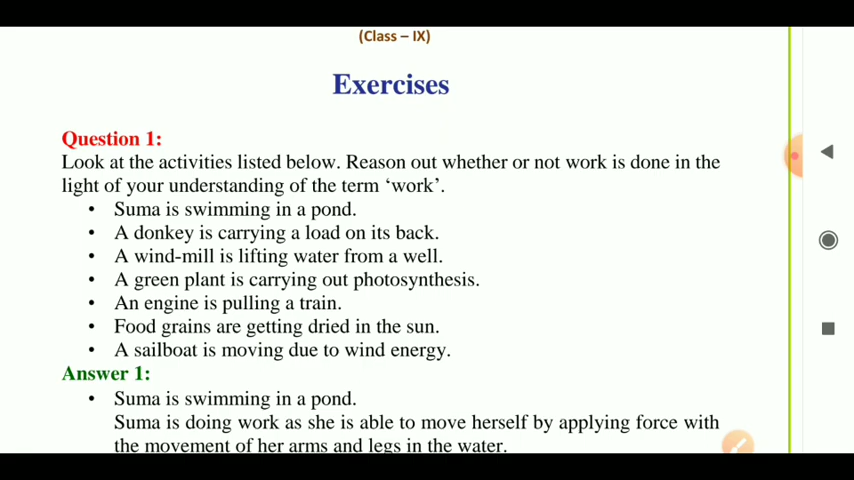 (Class – IX)
Exercises
Question 1:
Look at the activities listed below. Reason out whether or not work is done in the
light of your understanding of the term ‘work’.
• Suma is swimming in a pond.
• A donkey is carrying a load on its back.
• A wind-mill is lifting water from a well.
• A green plant is carrying out photosynthesis.
• An engine is pulling a train.
• Food grains are getting dried in the sun.
• A sailboat is moving due to wind energy.
Answer 1:
• Suma is swimming in a pond.
Suma is doing work as she is able to move herself by applying force with
the movement of her arms and legs in the water.